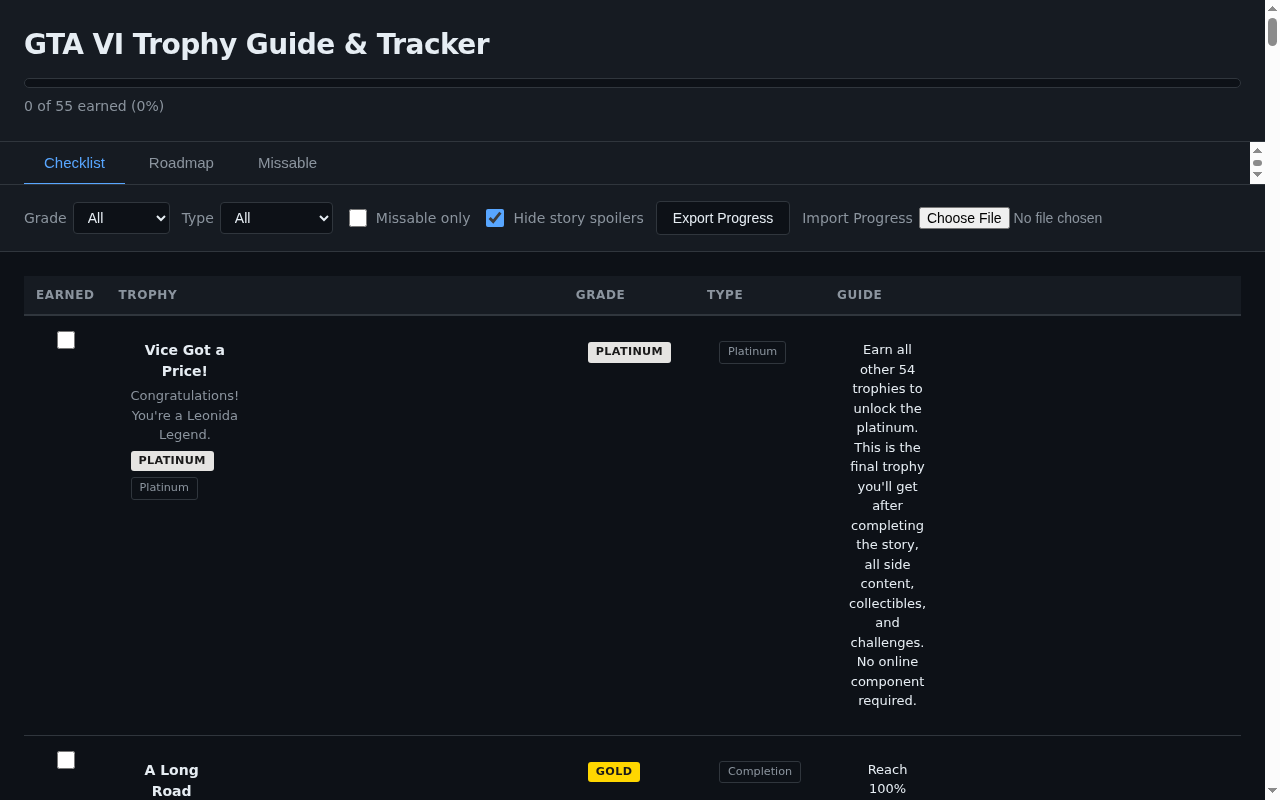 GTA VI Trophy Guide & Tracker
0 of 55 earned (0%)
Checklist Roadmap Missable
Grade All Type All Missable only Hide story spoilers Export Progress Import Progress Choose File No file chosen
EARNED TROPHY GRADE TYPE GUIDE
Vice Got a
Price!
Congratulations!
You're a Leonida
Legend.
PLATINUM
Platinum
PLATINUM
Platinum
Earn all
other 54
trophies to
unlock the
platinum.
This is the
final trophy
you'll get
after
completing
the story,
all side
content,
collectibles,
and
challenges.
No online
component
required.
A Long
Road
GOLD
Completion
Reach
100%